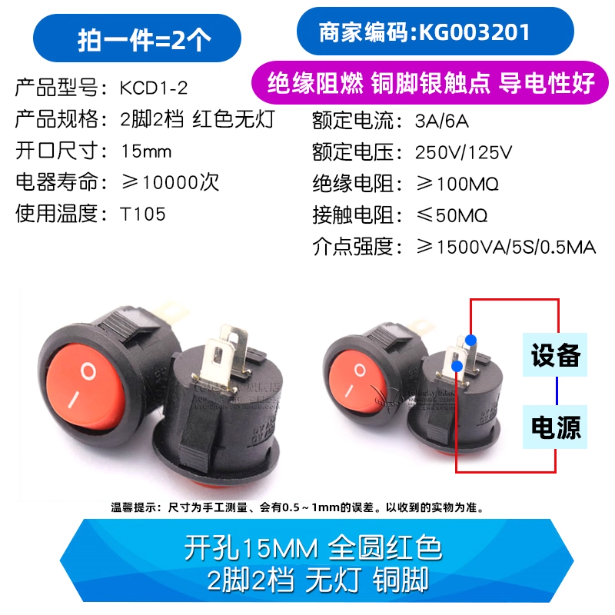 拍一件=2个
商家编码:KG003201
绝缘阻燃 铜脚银触点 导电性好
产品型号: KCD1-2
产品规格: 2脚2档 红色无灯
开口尺寸: 15mm
电器寿命: ≥10000次
使用温度: T105
额定电流: 3A/6A
额定电压: 250V/125V
绝缘电阻: ≥100MQ
接触电阻: ≤50MQ
介点强度: ≥1500VA/5S/0.5MA
设备
电源
温馨提示: 尺寸为手工测量、会有0.5~1mm的误差。以收到的实物为准。
开孔15MM 全圆红色
2脚2档 无灯 铜脚